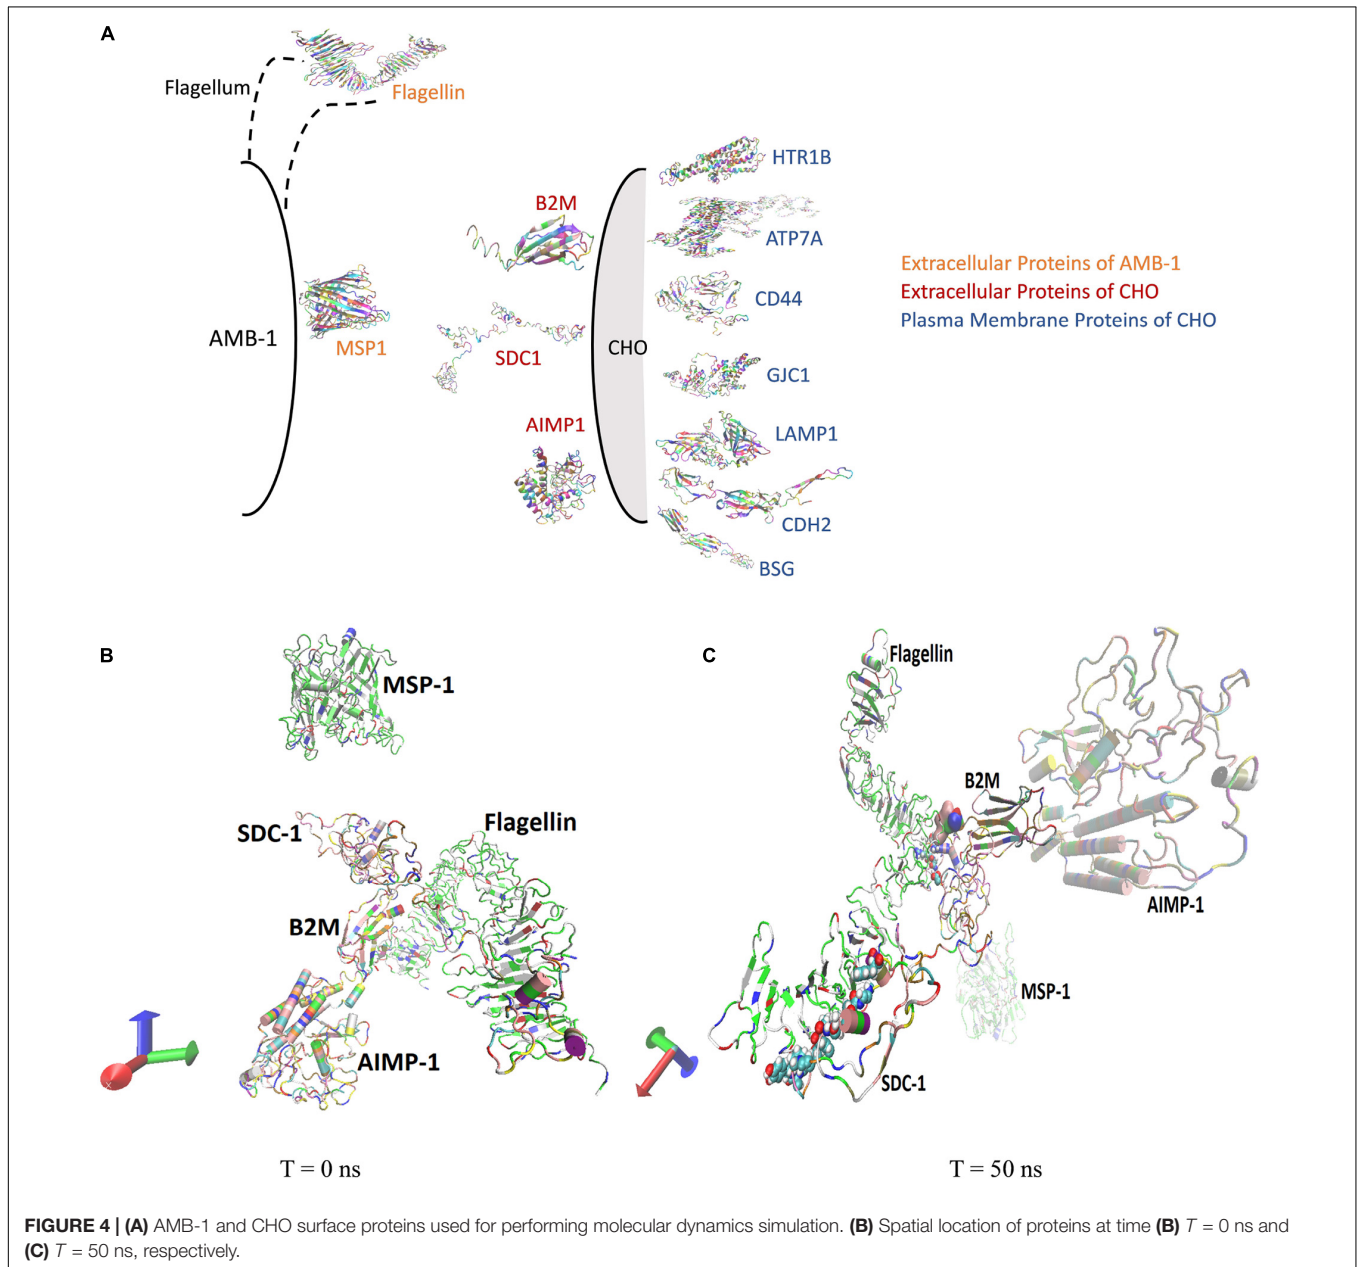 A
Flagellum
Flagellin
HTR1B
B2M
ATP7A
Extracellular Proteins of AMB-1
CD44
Extracellular Proteins of CHO
Plasma Membrane Proteins of CHO
AMB-1
MSP1
SDC1
CHO
GJC1
AIMP1
LAMP1
CDH2
BSG
B
MSP-1
SDC-1
Flagellin
B2M
AIMP-1
X
T = 0 ns
C
Flagellin
B2M
AIMP-1
MSP-1
SDC-1
T = 50 ns
FIGURE 4 | (A) AMB-1 and CHO surface proteins used for performing molecular dynamics simulation. (B) Spatial location of proteins at time (B) T = 0 ns and
(C) T = 50 ns, respectively.